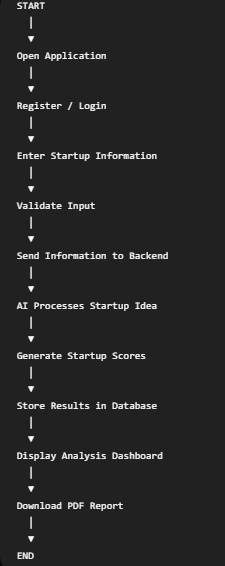 START
│
▼
Open Application
│
▼
Register / Login
│
▼
Enter Startup Information
│
▼
Validate Input
│
▼
Send Information to Backend
│
▼
AI Processes Startup Idea
│
▼
Generate Startup Scores
│
▼
Store Results in Database
│
▼
Display Analysis Dashboard
│
▼
Download PDF Report
│
▼
END